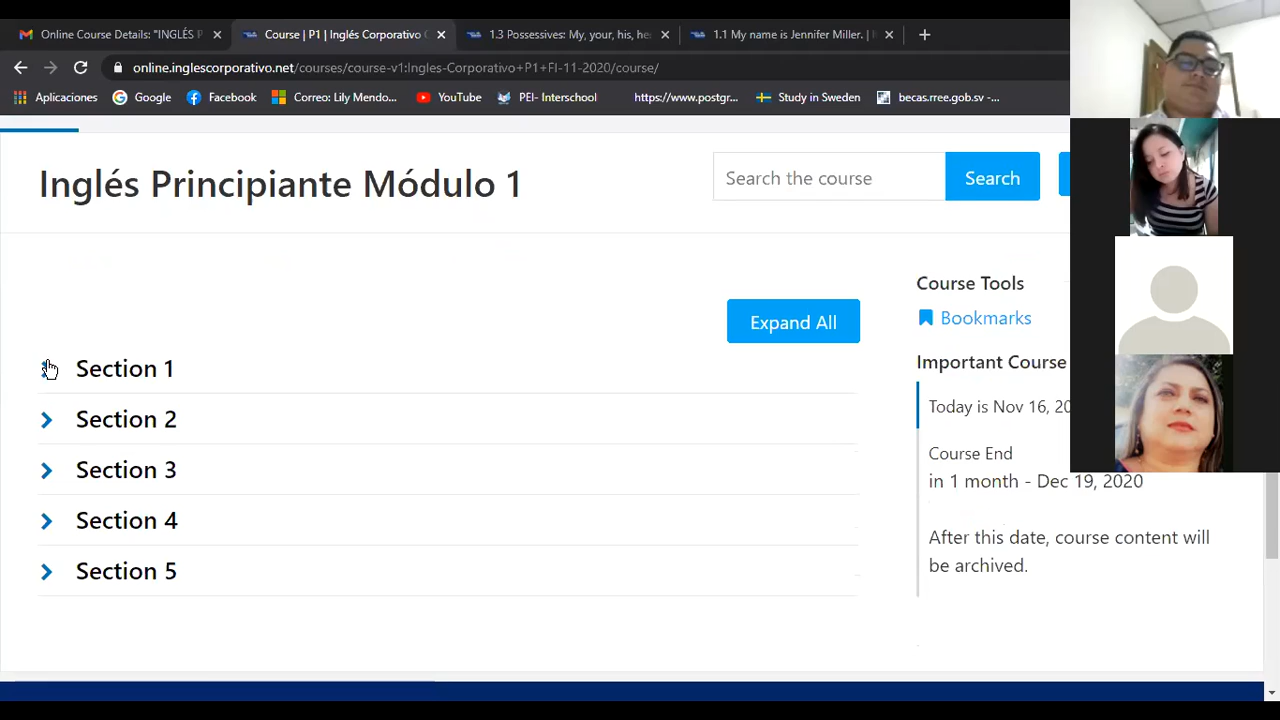 Online Course Details: "INGLÉS P
Course | P1 | Inglés Corporativo
1.3 Possessives: My, your, his, he
1.1 My name is Jennifer Miller. |
online.inglescorporativo.net/courses/course-v1:Ingles-Corporativo+P1+FI-11-2020/course/
Aplicaciones
Google
Facebook
Correo: Lily Mendo...
YouTube
PEI- Interschool
https://www.postgr...
Study in Sweden
becas.rree.gob.sv -...
Inglés Principiante Módulo 1
Search the course
Search
Expand All
Section 1
Section 2
Section 3
Section 4
Section 5
Course Tools
Bookmarks
Important Course
Today is Nov 16, 20
Course End
in 1 month - Dec 19, 2020
After this date, course content will
be archived.